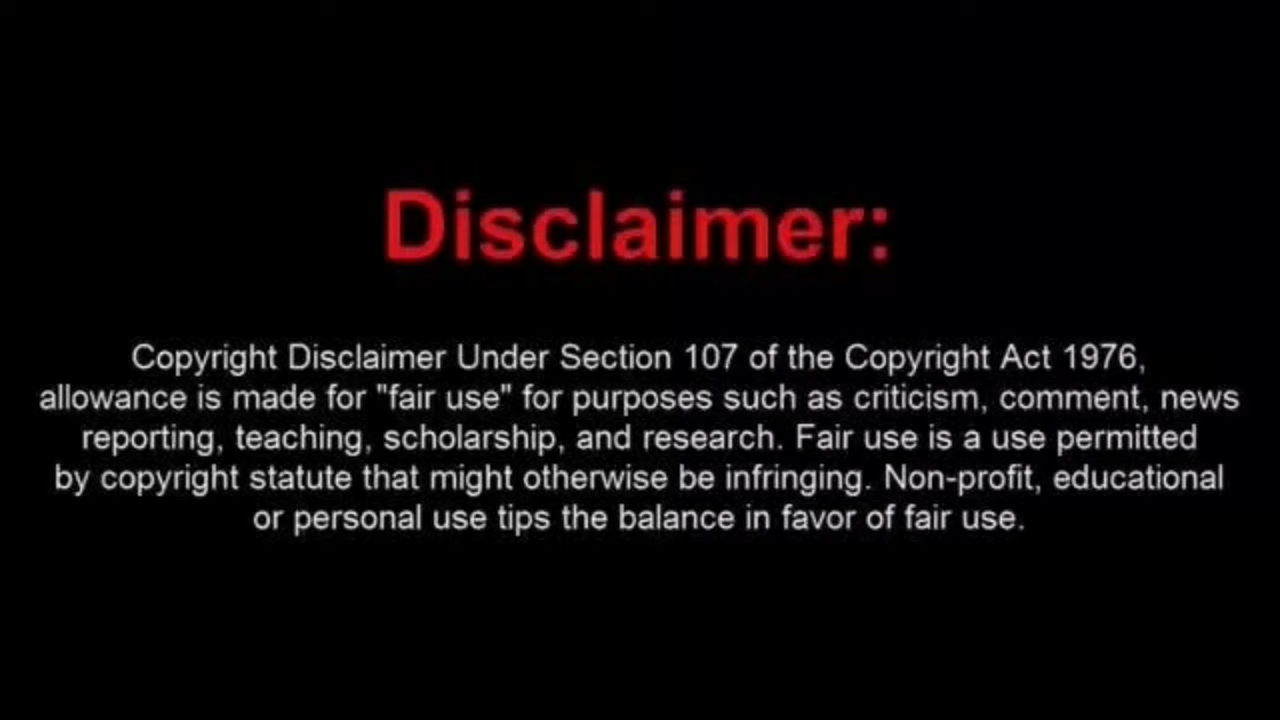 Disclaimer:
Copyright Disclaimer Under Section 107 of the Copyright Act 1976,
allowance is made for "fair use" for purposes such as criticism, comment, news
reporting, teaching, scholarship, and research. Fair use is a use permitted
by copyright statute that might otherwise be infringing. Non-profit, educational
or personal use tips the balance in favor of fair use.